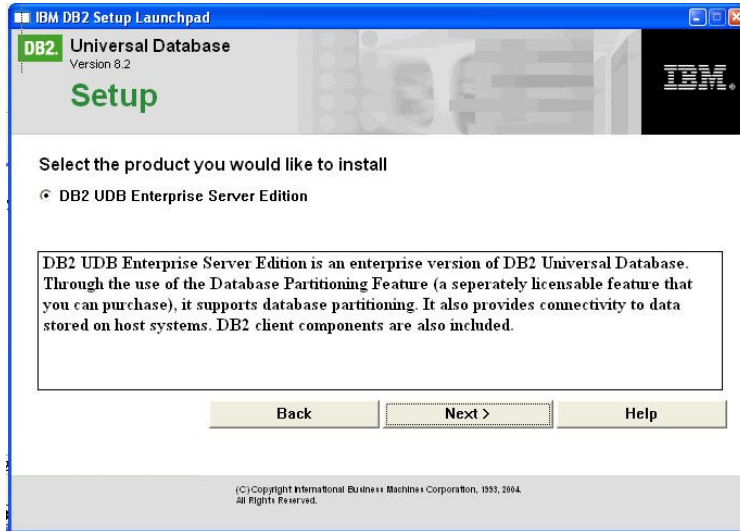 IBM DB2 Setup Launchpad
DB2. Universal Database
Version 8.2
Setup
IBM.
Select the product you would like to install
DB2 UDB Enterprise Server Edition
DB2 UDB Enterprise Server Edition is an enterprise version of DB2 Universal Database.
Through the use of the Database Partitioning Feature (a seperately licensable feature that
you can purchase), it supports database partitioning. It also provides connectivity to data
stored on host systems. DB2 client components are also included.
Back
Next >
Help
(C) Copyright International Business Machines Corporation, 1993, 2004.
All Rights Reserved.